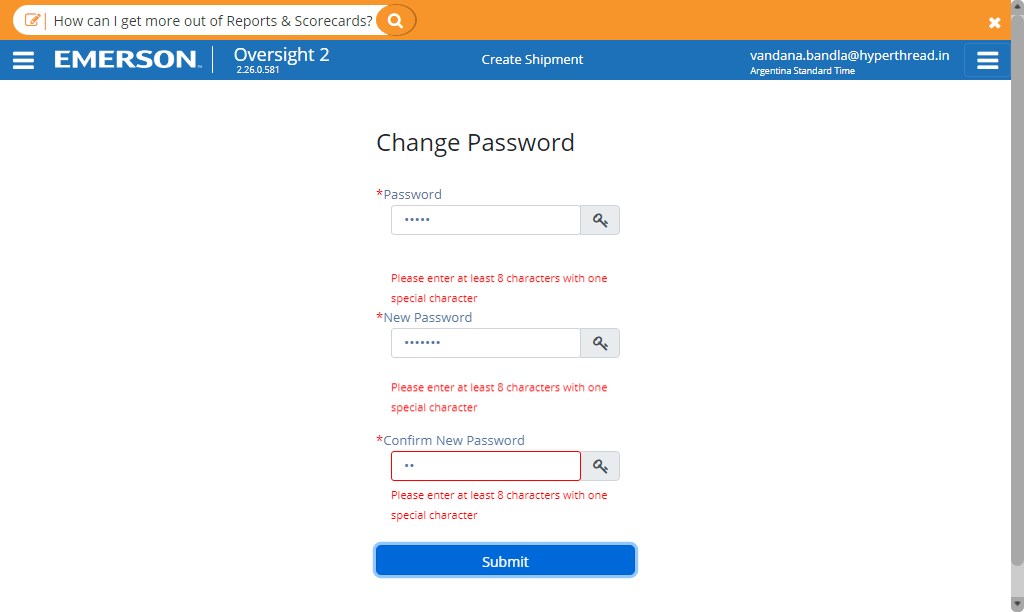 How can I get more out of Reports & Scorecards?
EMERSON™ Oversight 2 Create Shipment vandana.bandla@hyperthread.in
2.26.0.581 Argentina Standard Time
Change Password
*Password
•••••
Please enter at least 8 characters with one
special character
*New Password
•••••••
Please enter at least 8 characters with one
special character
*Confirm New Password
••
Please enter at least 8 characters with one
special character
Submit